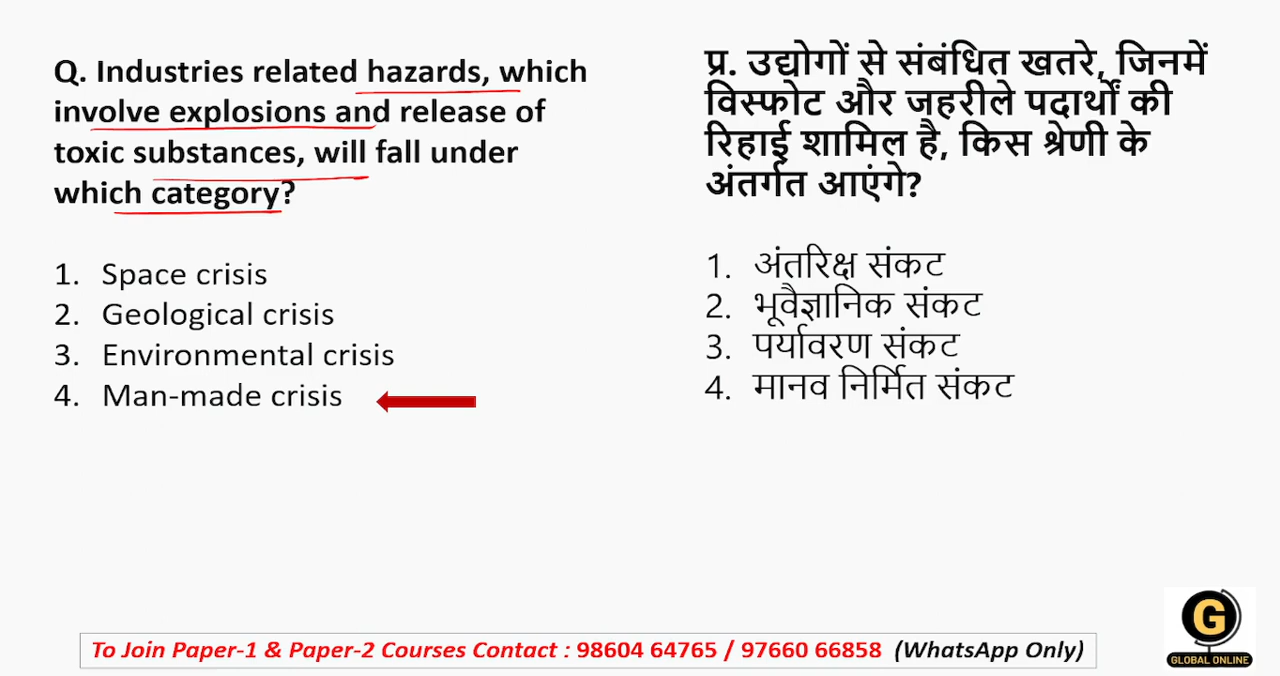 Q. Industries related hazards, which
involve explosions and release of
toxic substances, will fall under
which category?
1. Space crisis
2. Geological crisis
3. Environmental crisis
4. Man-made crisis
प्र. उद्योगों से संबंधित खतरे, जिनमें
विस्फोट और जहरीले पदार्थों की
रिहाई शामिल है, किस श्रेणी के
अंतर्गत आएंगे?
1. अंतरिक्ष संकट
2. भूवैज्ञानिक संकट
3. पर्यावरण संकट
4. मानव निर्मित संकट
To Join Paper-1 & Paper-2 Courses Contact : 98604 64765 / 97660 66858 (WhatsApp Only)
G
GLOBAL ONLINE